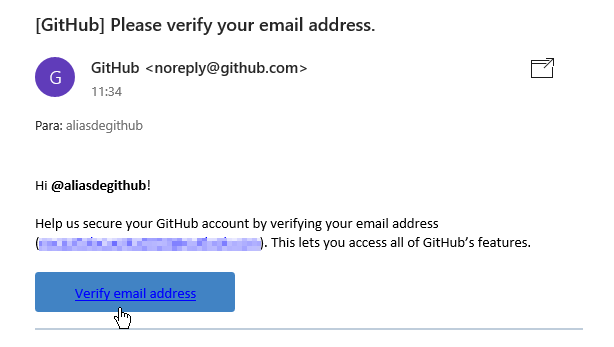 [GitHub] Please verify your email address.
G
GitHub <noreply@github.com>
11:34
Para: aliasdegithub
Hi @aliasdegithub!
Help us secure your GitHub account by verifying your email address
(). This lets you access all of GitHub’s features.
Verify email address